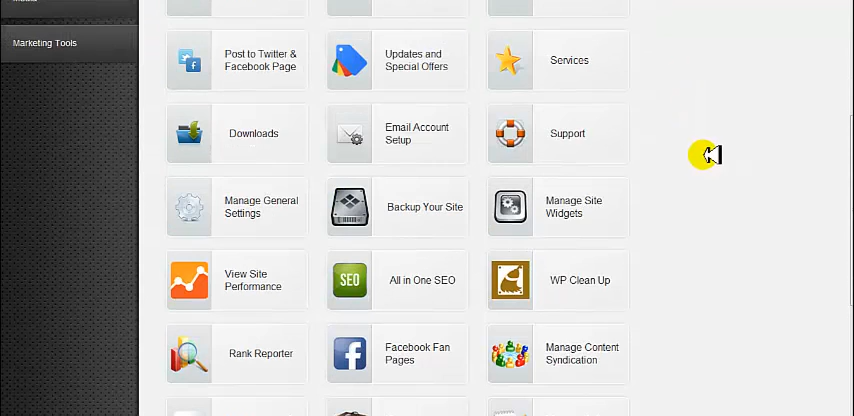 Marketing Tools
Post to Twitter &
Facebook Page
Updates and
Special Offers
Services
Downloads
Email Account
Setup
Support
Manage General
Settings
Backup Your Site
Manage Site
Widgets
View Site
Performance
SEO
All in One SEO
WP Clean Up
Rank Reporter
Facebook Fan
Pages
Manage Content
Syndication